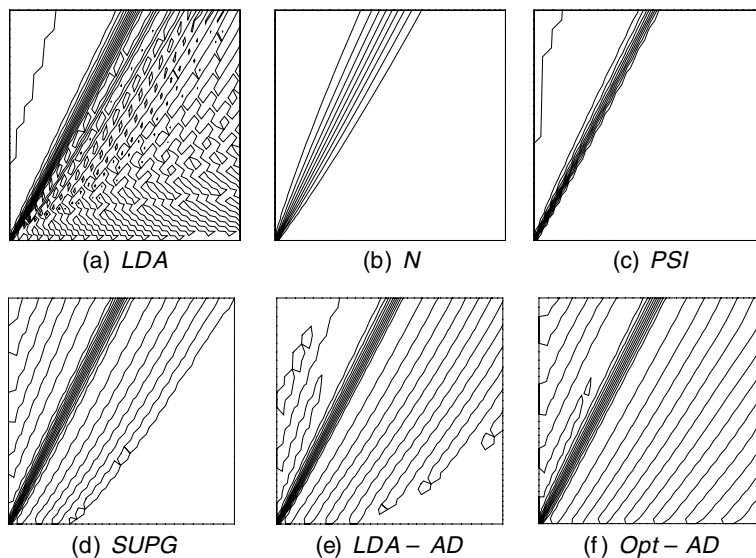 (a) LDA
(b) N
(c) PSI
(d) SUPG
(e) LDA – AD
(f) Opt – AD